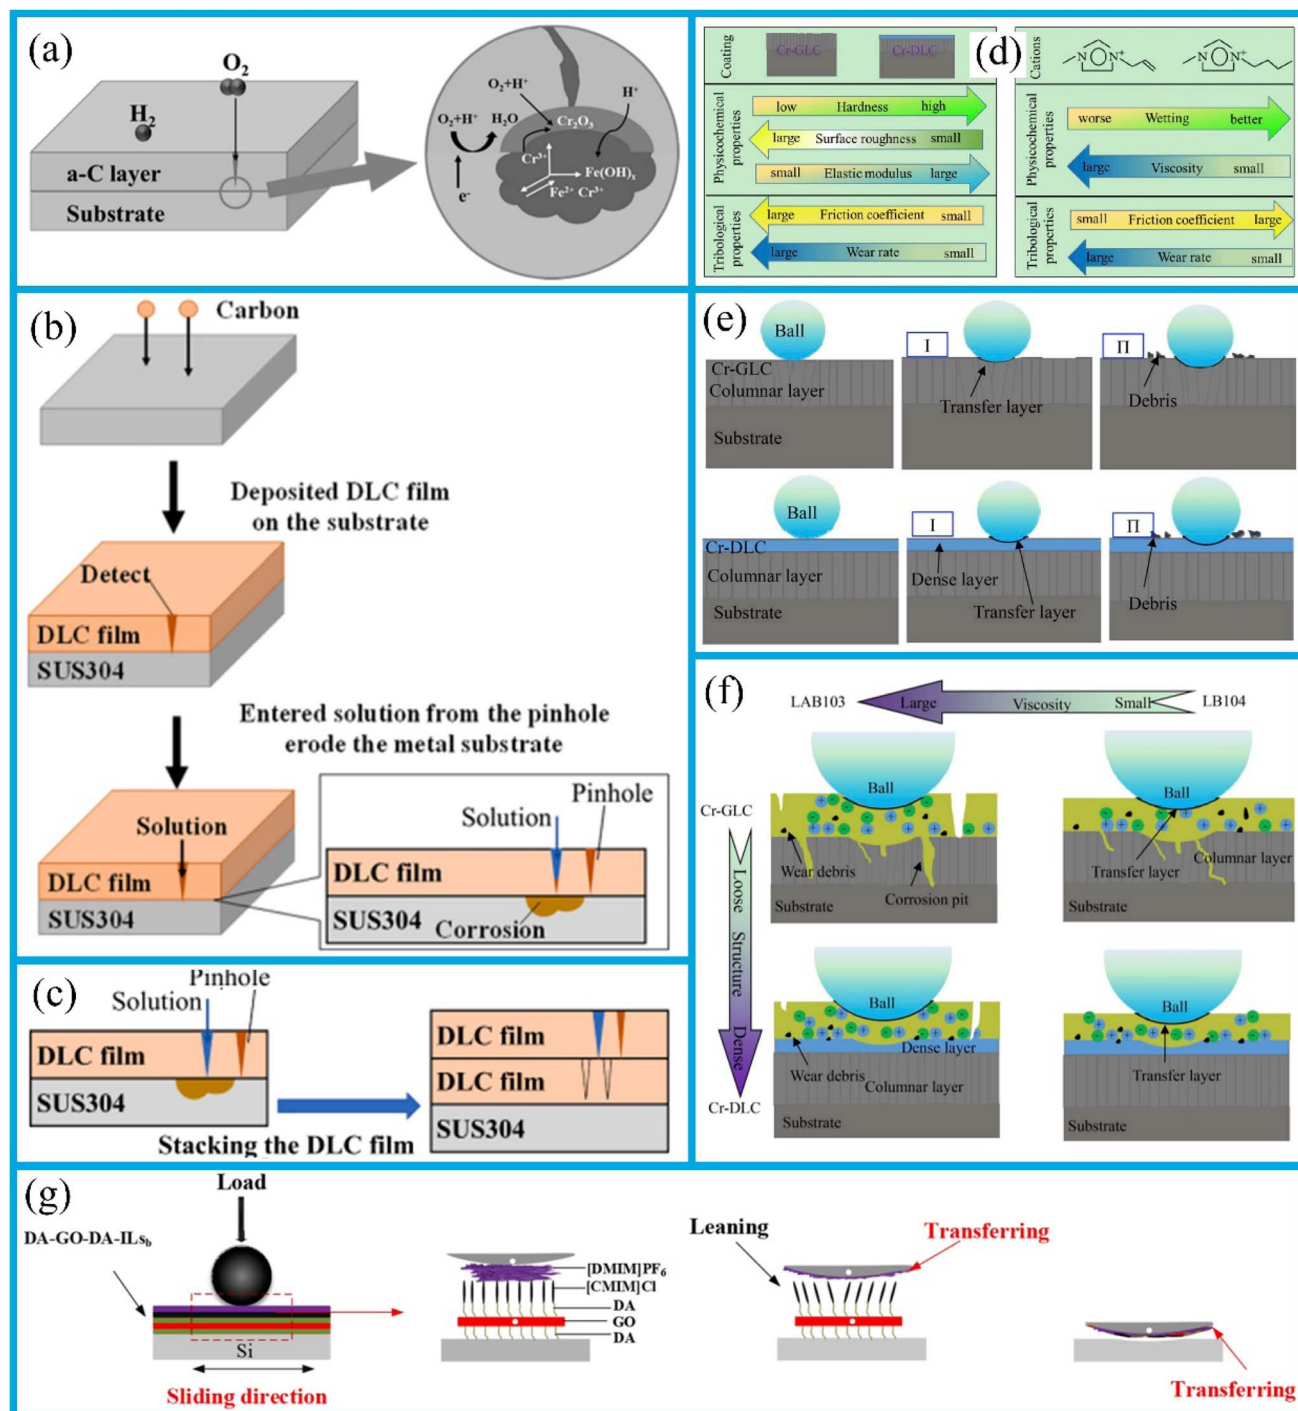 (a)
O₂
H₂
a-C layer
Substrate
O₂+H⁺
H⁺
O₂+H⁺
H₂O
Cr₂O₃
Cr³⁺
Fe(OH)ₓ
Fe²⁺ Cr³⁺
e⁻
(b)
Carbon
Deposited DLC film
on the substrate
Detect
DLC film
SUS304
Entered solution from the pinhole
erode the metal substrate
Solution
DLC film
SUS304
Pinhole
Solution
DLC film
SUS304
Corrosion
(c)
Pinhole
Solution
DLC film
SUS304
Stacking the DLC film
DLC film
DLC film
SUS304
(d)
Coating
Cr-GLC
Cr-DLC
Physicochemical
properties
low Hardness high
large Surface roughness small
small Elastic modulus large
Tribological
properties
large Friction coefficient small
large Wear rate small
Cations
N
N⁺
N
N⁺
Physicochemical
properties
worse Wetting better
large Viscosity small
Tribological
properties
small Friction coefficient large
large Wear rate small
(e)
Ball
Cr-GLC
Columnar layer
Substrate
I
Transfer layer
Π
Debris
Ball
Cr-DLC
Columnar layer
Substrate
I
Dense layer
Transfer layer
Π
Debris
(f)
LAB103
Large Viscosity Small
LB104
Cr-GLC
Loose Structure Dense
Cr-DLC
Ball
Wear debris
Corrosion pit
Substrate
Ball
Columnar layer
Transfer layer
Substrate
Ball
Dense layer
Wear debris
Columnar layer
Substrate
Ball
Transfer layer
Substrate
(g)
Load
DA-GO-DA-ILs_b
Si
Sliding direction
[DMIM]PF₆
[CMIM]Cl
DA
GO
DA
Leaning
Transferring
Transferring